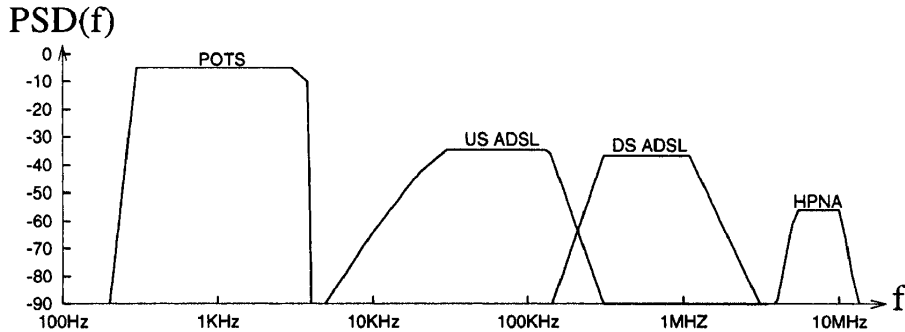 PSD(f)
0
POTS
-10
-20
-30
US ADSL
DS ADSL
-40
-50
HPNA
-60
-70
-80
-90
f
100Hz
1KHz
10KHz
100KHz
1MHZ
10MHz